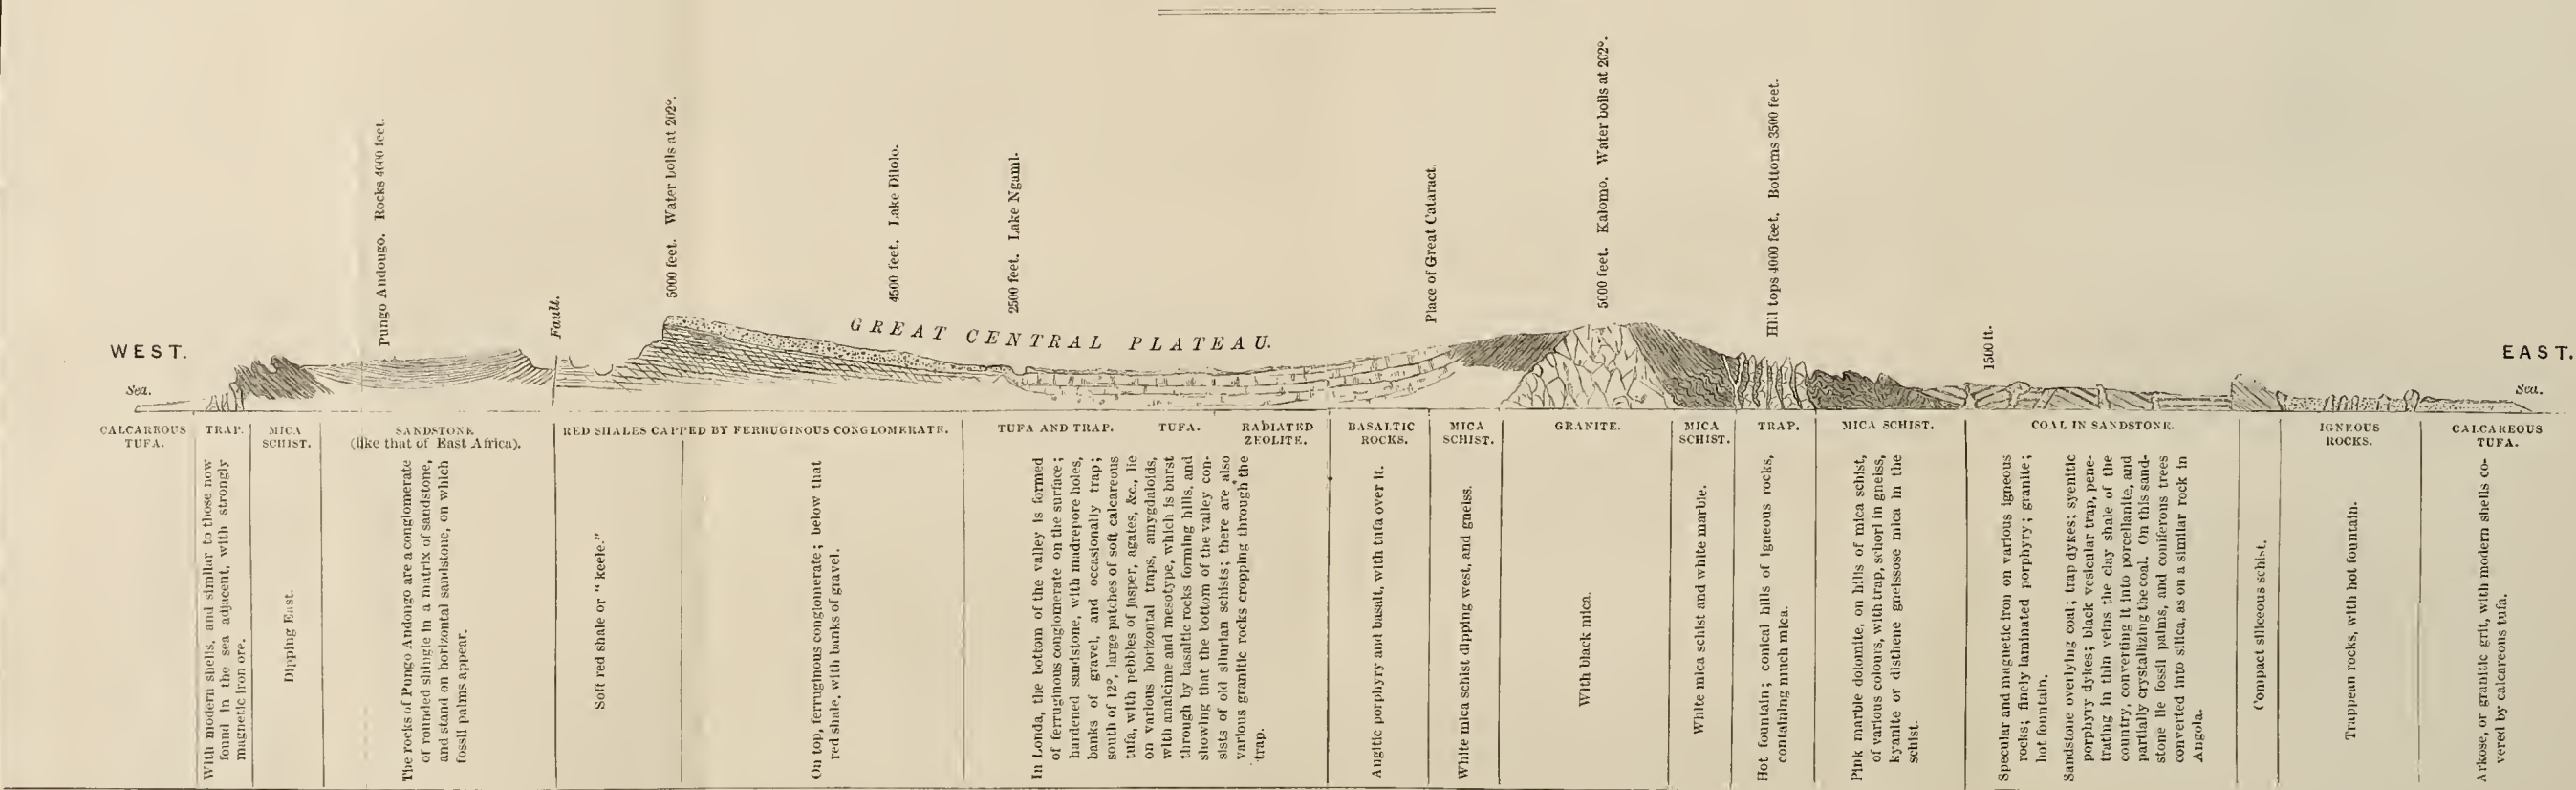 Pungo Andougo. Rocks 4000 feet.
Fault.
5000 feet. Water boils at 202°.
4500 feet. Lake Dilolo.
2500 feet. Lake Ngami.
Place of Great Cataract.
5000 feet. Kalomo. Water boils at 202°.
Hill tops 4000 feet. Bottoms 3500 feet.
1500 ft.
GREAT CENTRAL PLATEAU.
WEST.
EAST.
Sea.
Sea.
CALCARROUS
TUFA.
TRAP.
With modern shells, and similar to those now
found in the sea adjacent, with strongly
magnetic iron ore.
MICA
SCHIST.
Dipping East.
SANDSTONE
(like that of East Africa).
The rocks of Pungo Andongo are a conglomerate
of rounded shingle in a matrix of sandstone,
and stand on horizontal sandstone, on which
fossil palms appear.
RED SHALES CAPPED BY FERRUGINOUS CONGLOMERATE.
Soft red shale or "keele."
On top, ferruginous conglomerate; below that
red shale, with banks of gravel.
TUFA AND TRAP.
TUFA.
RADIATED
ZEOLITE.
In Londa, the bottom of the valley is formed
of ferruginous conglomerate on the surface;
hardened sandstone, with madrepore holes,
banks of gravel, and occasionally trap;
south of 12°, large patches of soft calcareous
tufa, with pebbles of jasper, agates, &c., lie
on various horizontal traps, amygdaloids,
with analcime and mesotype, which is burst
through by basaltic rocks forming hills, and
showing that the bottom of the valley con-
sists of old silurian schists; there are also
various granitic rocks cropping through the
trap.
BASALTIC
ROCKS.
Angitic porphyry and basalt, with tufa over it.
MICA
SCHIST.
White mica schist dipping west, and gneiss.
GRANITE.
With black mica.
MICA
SCHIST.
White mica schist and white marble.
TRAP.
Hot fountain; conical hills of igneous rocks,
containing much mica.
MICA SCHIST.
Pink marble dolomite, on hills of mica schist,
of various colours, with trap, schorl in gneiss,
kyanite or disthene gneissose mica in the
schist.
COAL IN SANDSTONE.
Specular and magnetic iron on various igneous
rocks; finely laminated porphyry; granite;
hot fountain.
Sandstone overlying coal; trap dykes; syenitic
porphyry dykes; black vesicular trap, pene-
trating in thin veins the clay shale of the
country, converting it into porcellanite, and
partially crystallizing the coal. On this sand-
stone lie fossil palms, and coniferous trees
converted into silica, as on a similar rock in
Angola.
Compact siliceous schist.
IGNEOUS
ROCKS.
Trappean rocks, with hot fountain.
CALCAREOUS
TUFA.
Arkose, or granitic grit, with modern shells co-
vered by calcareous tufa.